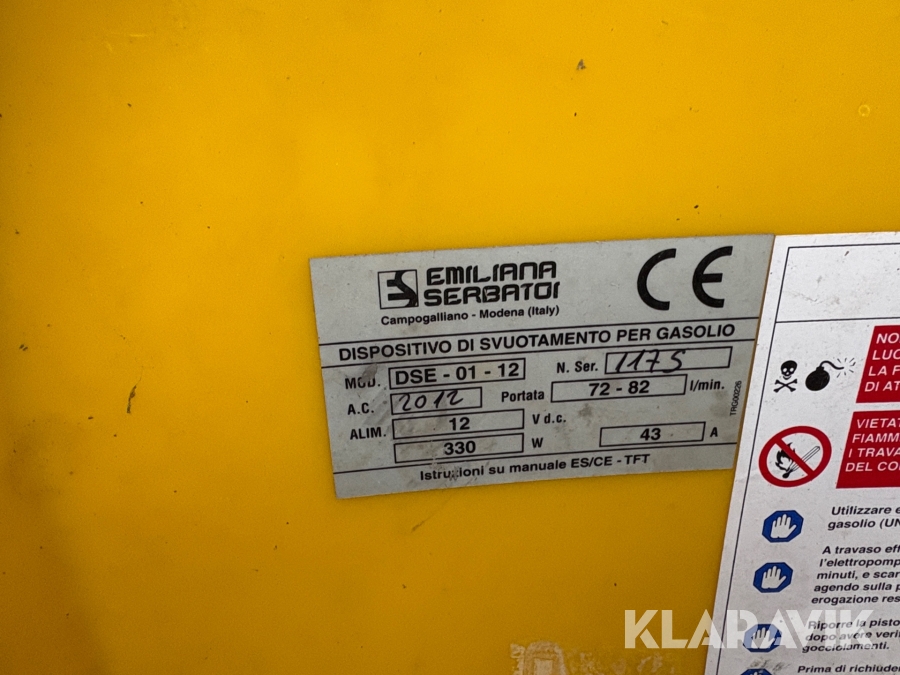 EMILIANA
SERBATOI
Campogalliano - Modena (Italy)
CE
DISPOSITIVO DI SVUOTAMENTO PER GASOLIO
MOD. DSE - 01 - 12 N. Ser. 1175
A.C. 2012 Portata 72 - 82 l/min.
ALIM. 12 V d.c.
330 W 43 A
Istruzioni su manuale ES/CE - TFT
TRG00226
LA F
DI AT
VIETAT
FIAMM
I TRAVA
DEL CO
Utilizzare e
gasolio (UN
A travaso eff
l'elettropomp
minuti, e scar
agendo sulla p
erogazione res
Riporre la pisto
dopo avere veri
gocciolamenti.
Prima di richiude
KLARAVIK